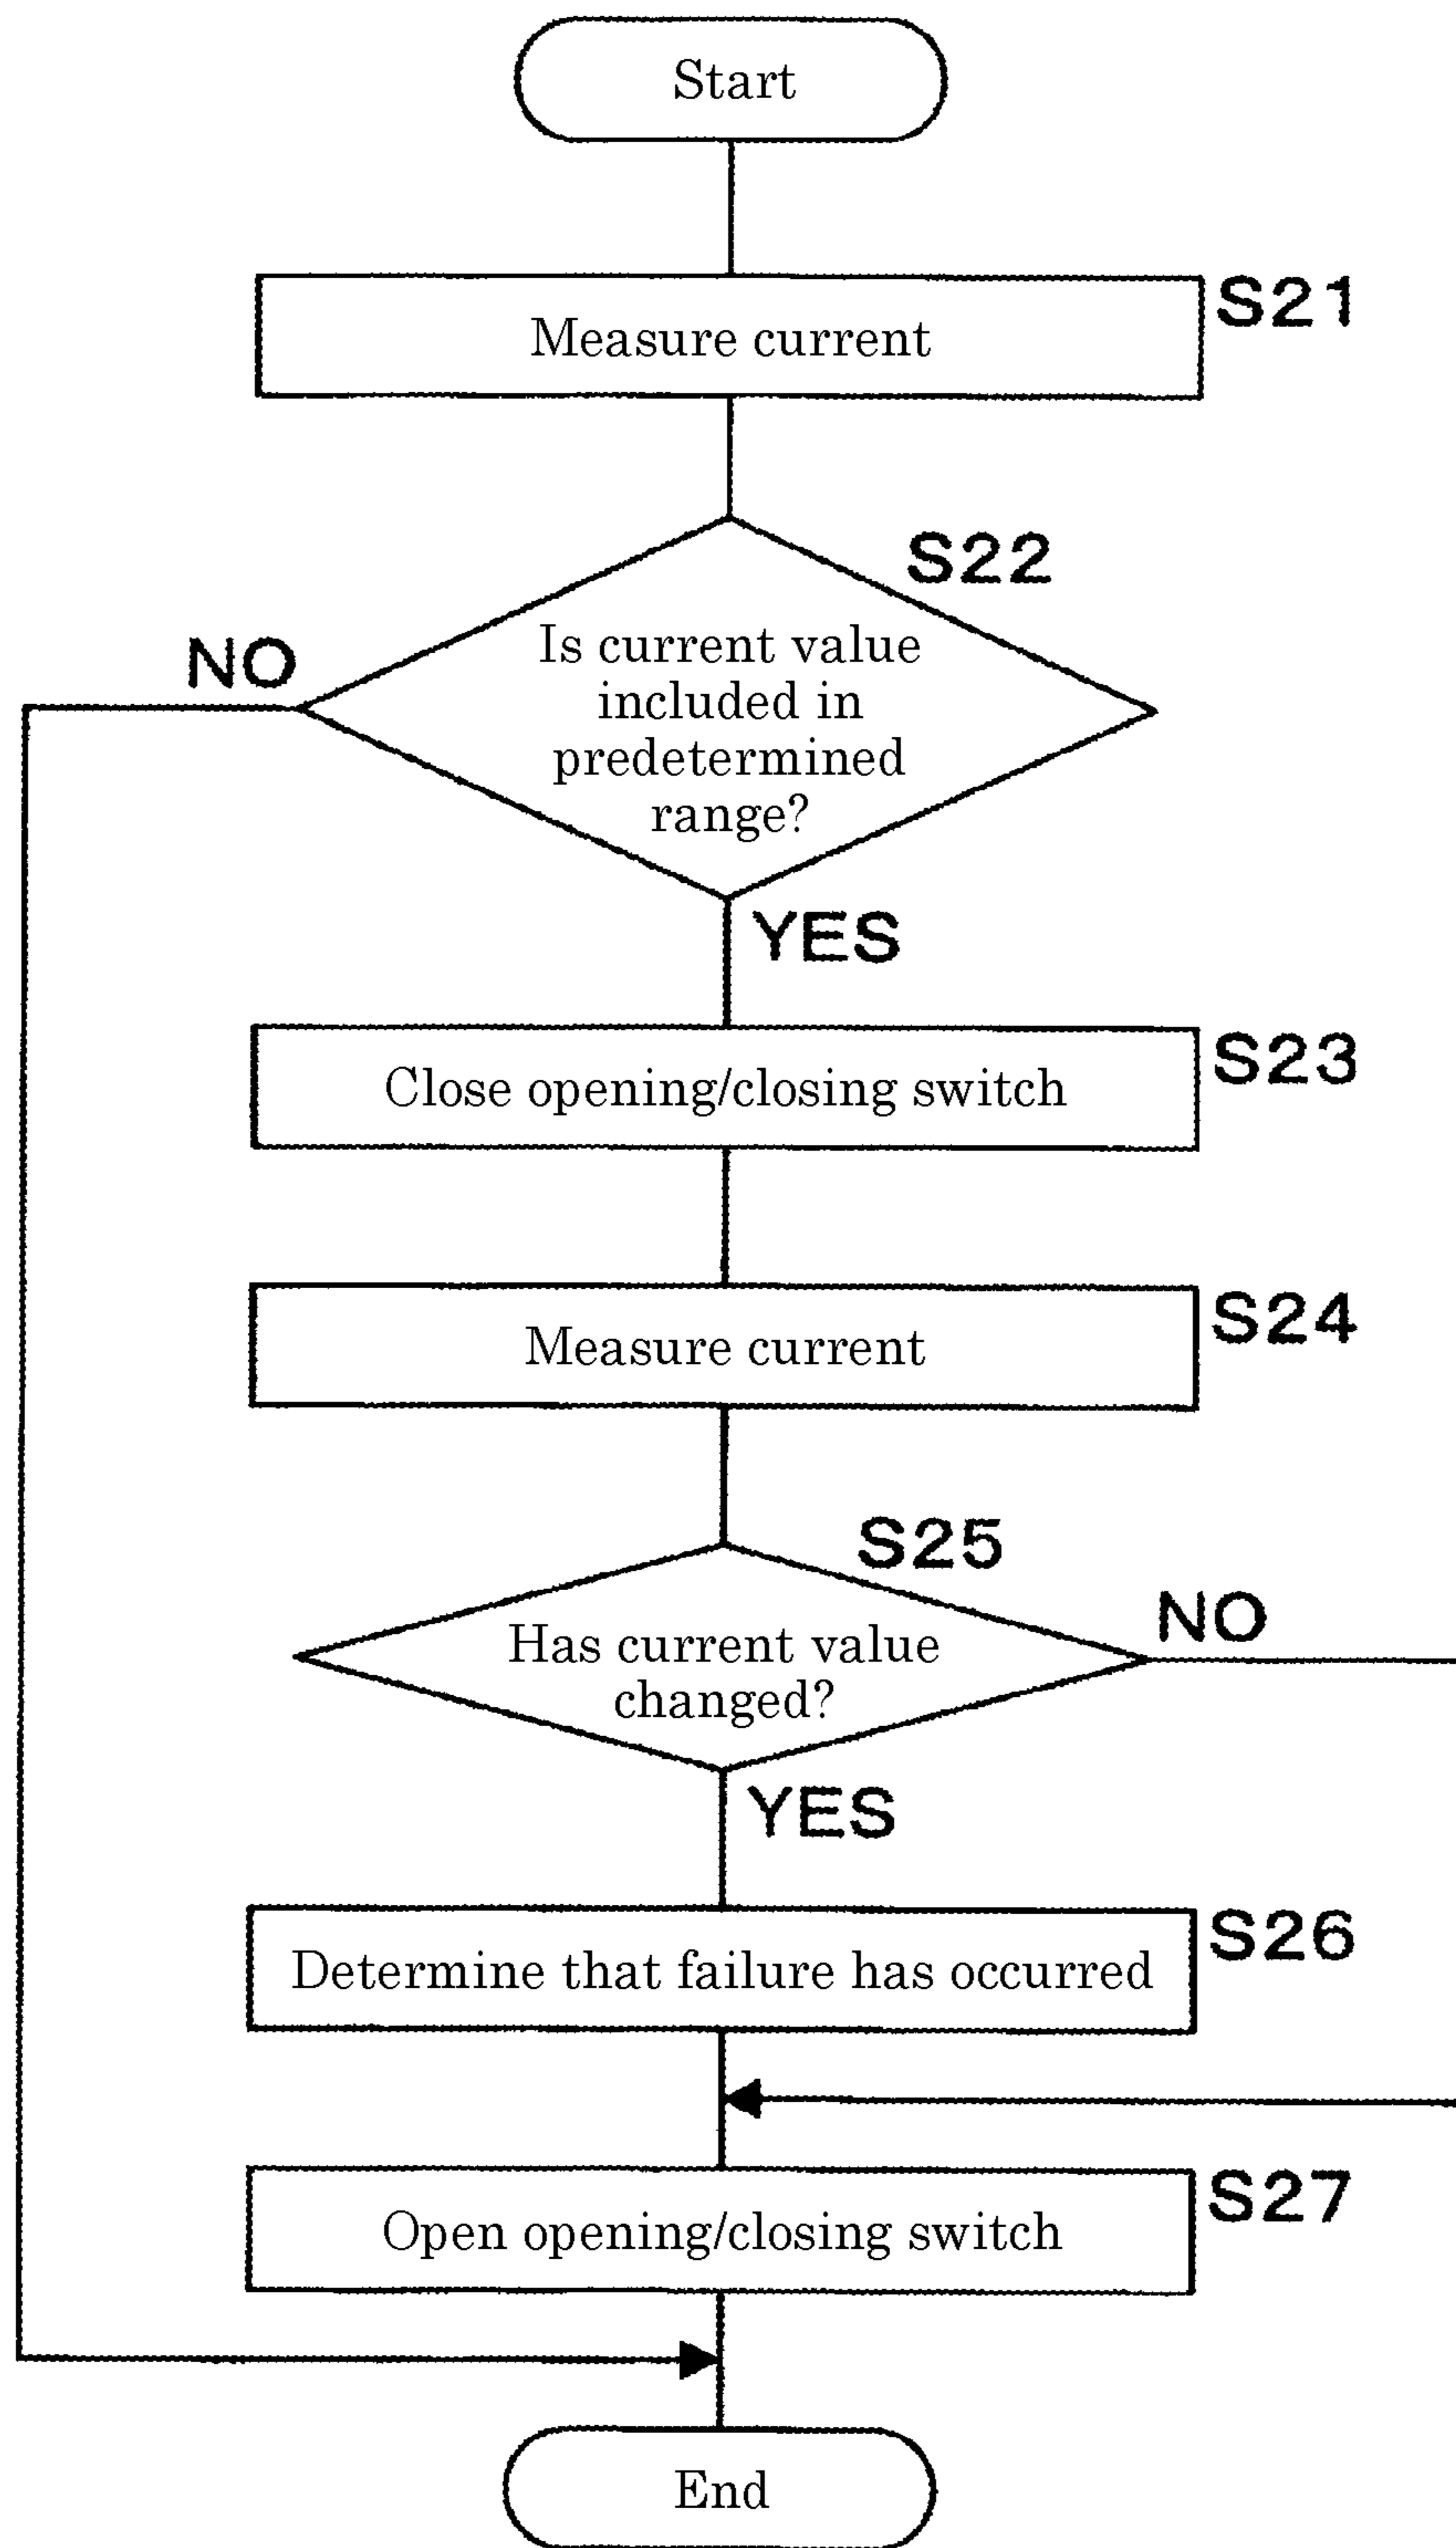 Start
S21
Measure current
S22
NO
Is current value
included in
predetermined
range?
YES
S23
Close opening/closing switch
S24
Measure current
S25
NO
Has current value
changed?
YES
S26
Determine that failure has occurred
S27
Open opening/closing switch
End